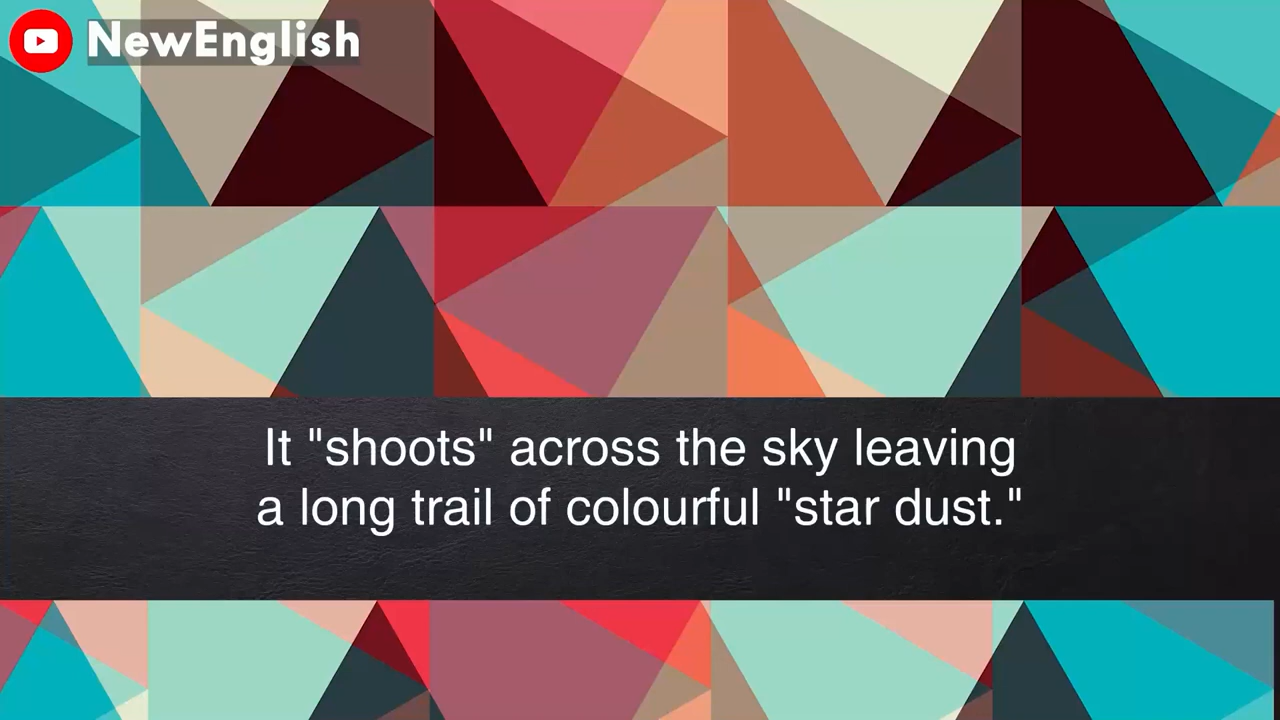 NewEnglish
It "shoots" across the sky leaving
a long trail of colourful "star dust."